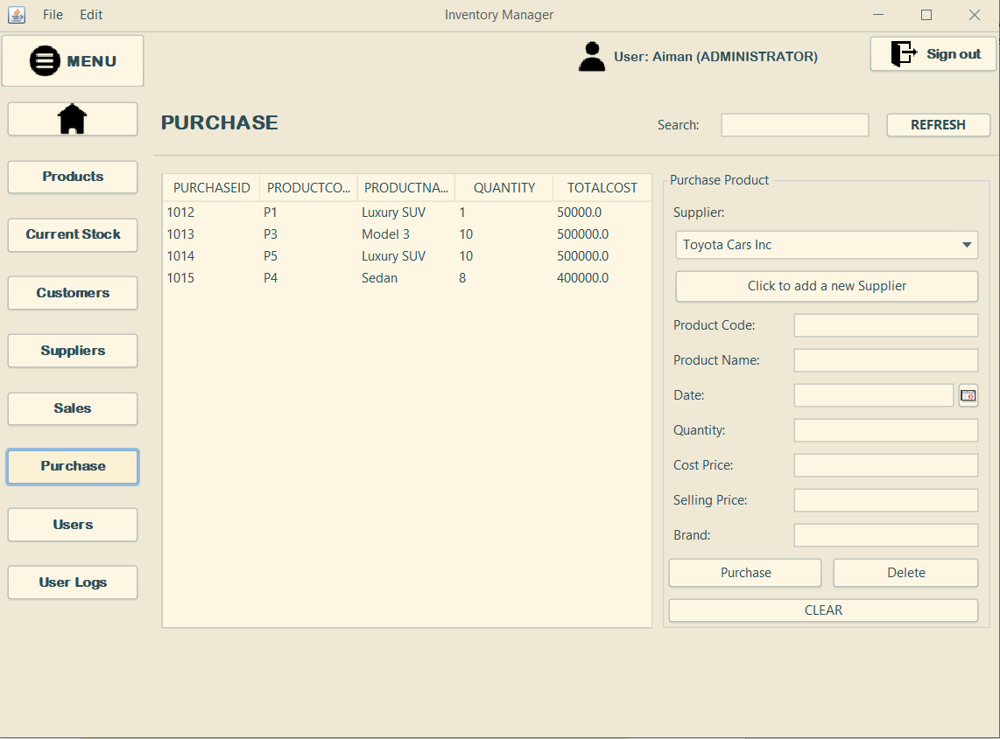 File Edit Inventory Manager
MENU
User: Aiman (ADMINISTRATOR)
Sign out
PURCHASE
Search:
REFRESH
Products
Current Stock
Customers
Suppliers
Sales
Purchase
Users
User Logs
PURCHASEID PRODUCTCO... PRODUCTNA... QUANTITY TOTALCOST
1012 P1 Luxury SUV 1 50000.0
1013 P3 Model 3 10 500000.0
1014 P5 Luxury SUV 10 500000.0
1015 P4 Sedan 8 400000.0
Purchase Product
Supplier:
Toyota Cars Inc
Click to add a new Supplier
Product Code:
Product Name:
Date:
Quantity:
Cost Price:
Selling Price:
Brand:
Purchase Delete
CLEAR